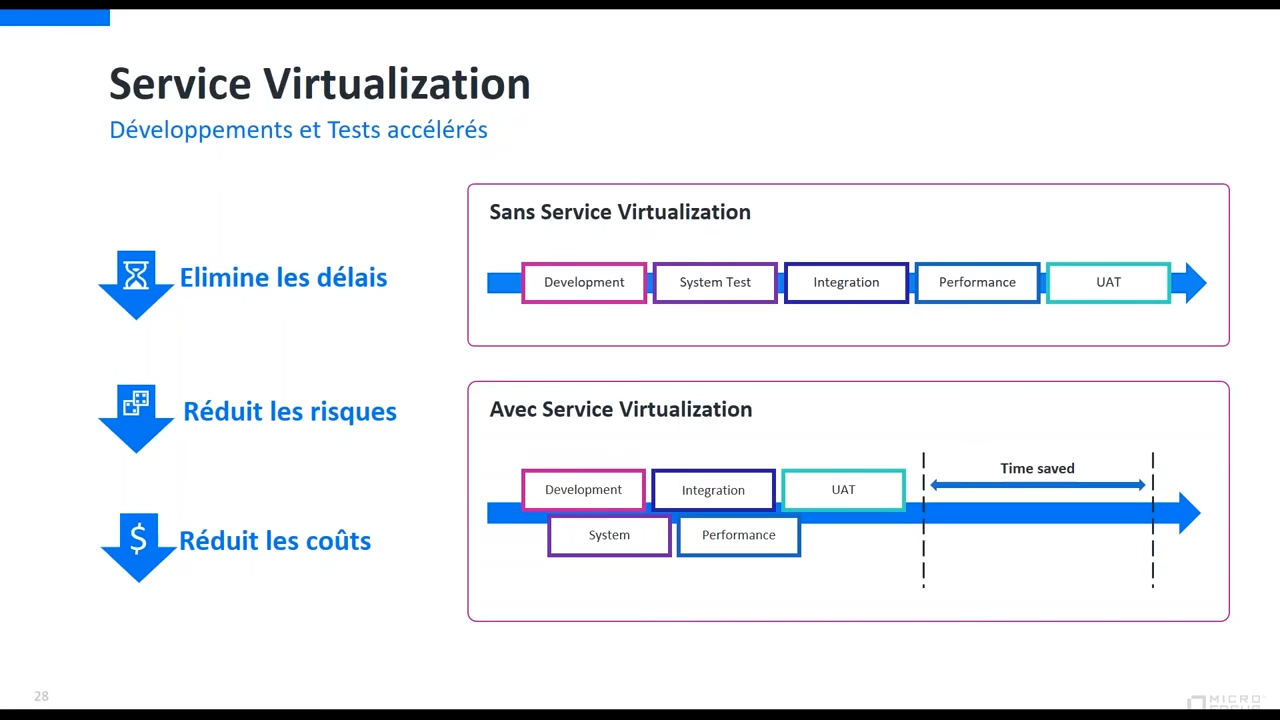 Service Virtualization
Développements et Tests accélérés
Elimine les délais
Réduit les risques
$
Réduit les coûts
Sans Service Virtualization
Development
System Test
Integration
Performance
UAT
Avec Service Virtualization
Time saved
Development
Integration
UAT
System
Performance
28
MICRO
FOCUS